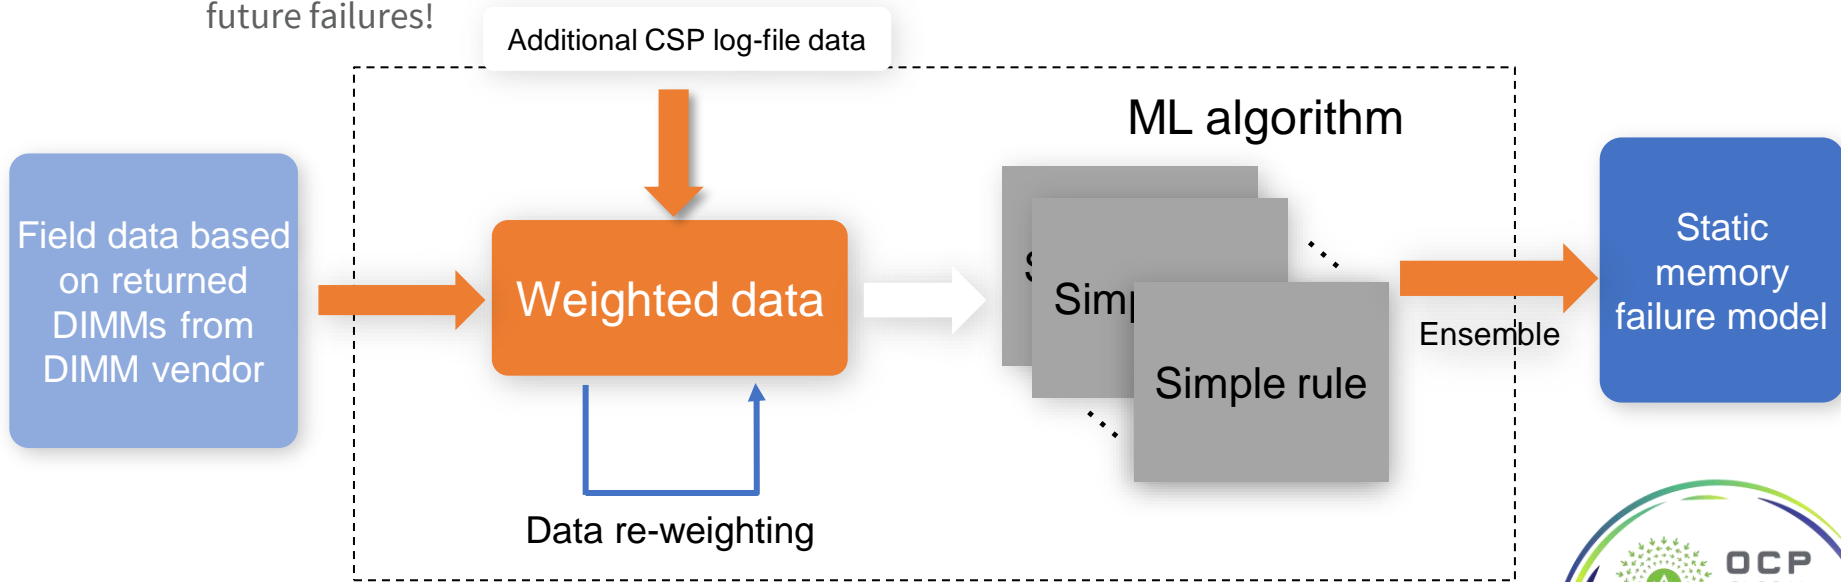 future failures!
Additional CSP log-file data
ML algorithm
Field data based
on returned
DIMMs from
DIMM vendor
Weighted data
Simple rule
Ensemble
Static
memory
failure model
Data re-weighting
OCP